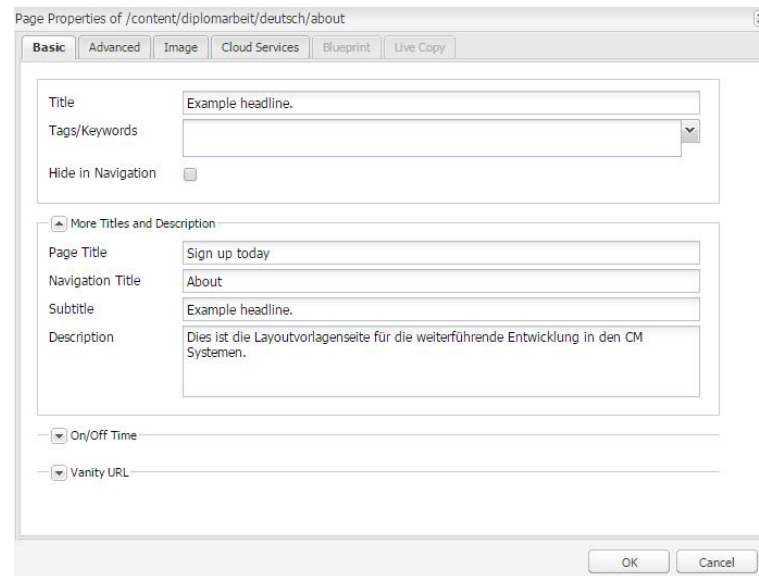 Page Properties of /content/diplomarbeit/deutsch/about
Basic Advanced Image Cloud Services Blueprint Live Copy
Title Example headline.
Tags/Keywords
Hide in Navigation
More Titles and Description
Page Title Sign up today
Navigation Title About
Subtitle Example headline.
Description Dies ist die Layoutvorlagenseite für die weiterführende Entwicklung in den CM
Systemen.
On/Off Time
Vanity URL
OK Cancel